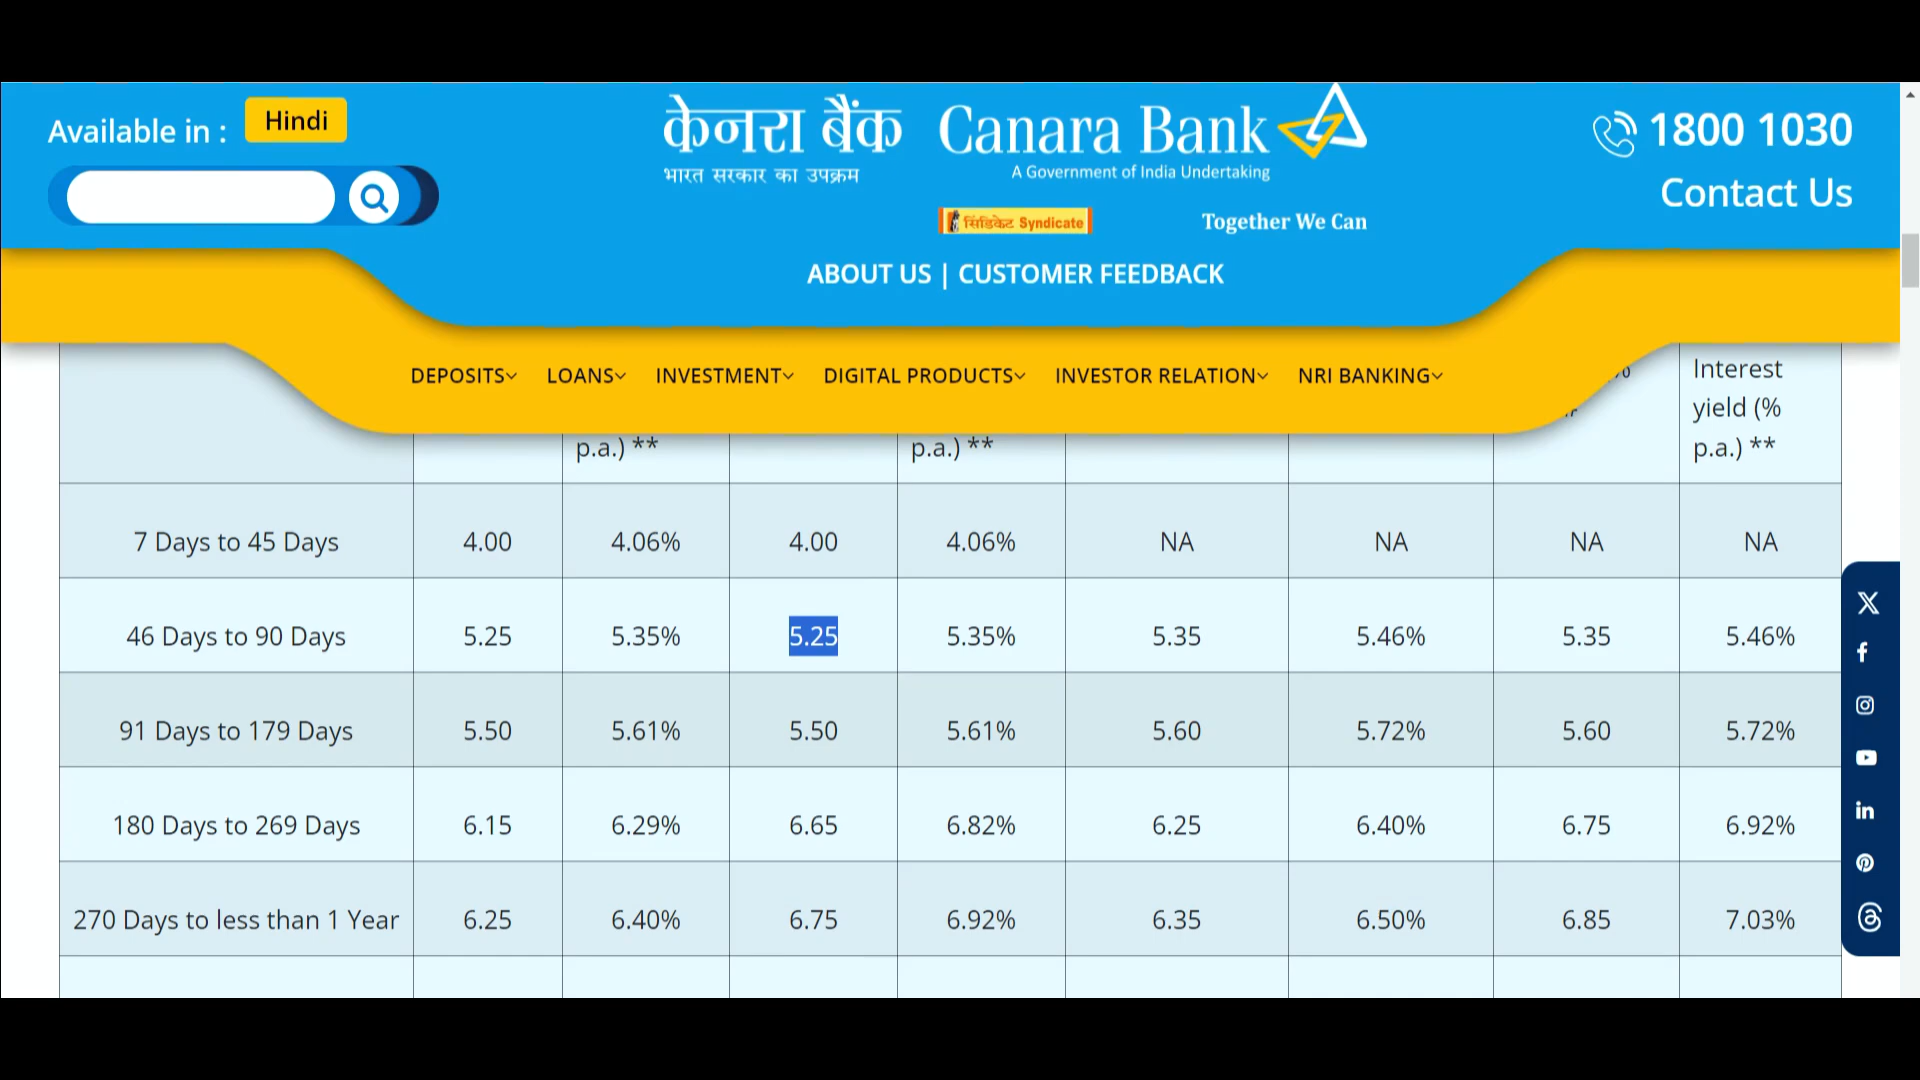 Available in :
Hindi
केनरा बैंक
भारत सरकार का उपक्रम
Canara Bank
A Government of India Undertaking
सिंडिकेट Syndicate
Together We Can
1800 1030
Contact Us
ABOUT US | CUSTOMER FEEDBACK
DEPOSITS LOANS INVESTMENT DIGITAL PRODUCTS INVESTOR RELATION NRI BANKING
p.a.) ** p.a.) ** Interest
yield (%
p.a.) **
7 Days to 45 Days 4.00 4.06% 4.00 4.06% NA NA NA NA
46 Days to 90 Days 5.25 5.35% 5.25 5.35% 5.35 5.46% 5.35 5.46%
91 Days to 179 Days 5.50 5.61% 5.50 5.61% 5.60 5.72% 5.60 5.72%
180 Days to 269 Days 6.15 6.29% 6.65 6.82% 6.25 6.40% 6.75 6.92%
270 Days to less than 1 Year 6.25 6.40% 6.75 6.92% 6.35 6.50% 6.85 7.03%